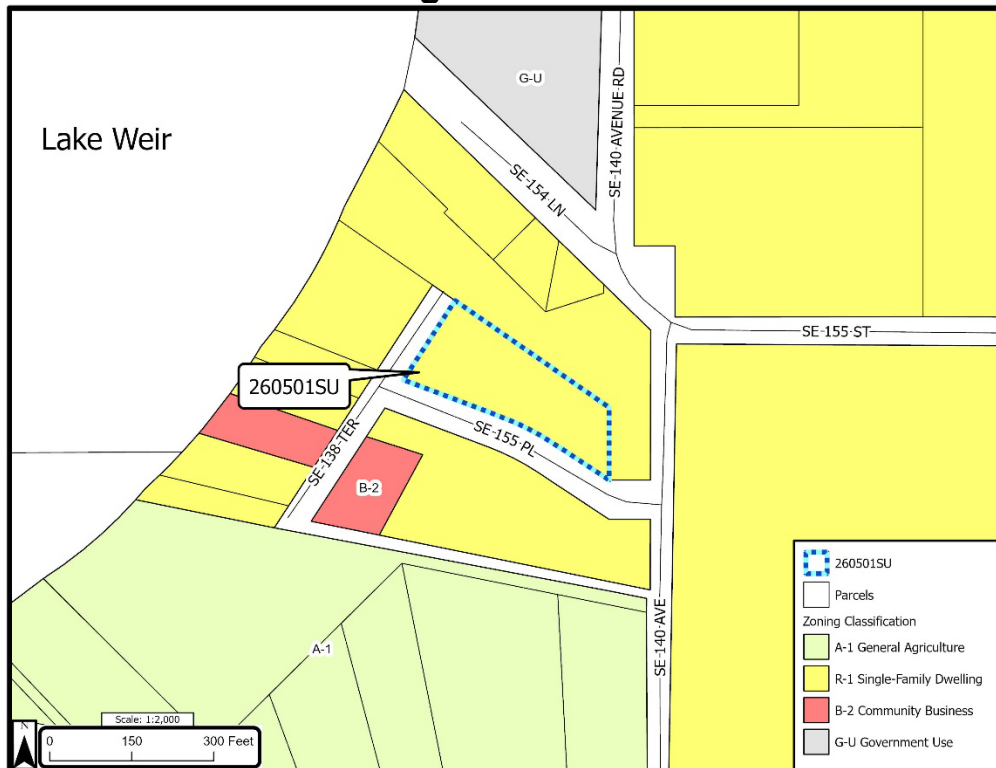 G-U
SE-140-AVENUE-RD
Lake Weir
SE-154-LN
SE-155-ST
260501SU
SE-138-TER
SE-155-PL
B-2
A-1
SE-140-AVE
260501SU
Parcels
Zoning Classification
A-1 General Agriculture
R-1 Single-Family Dwelling
B-2 Community Business
G-U Government Use
Scale: 1:2,000
N
0 150 300 Feet